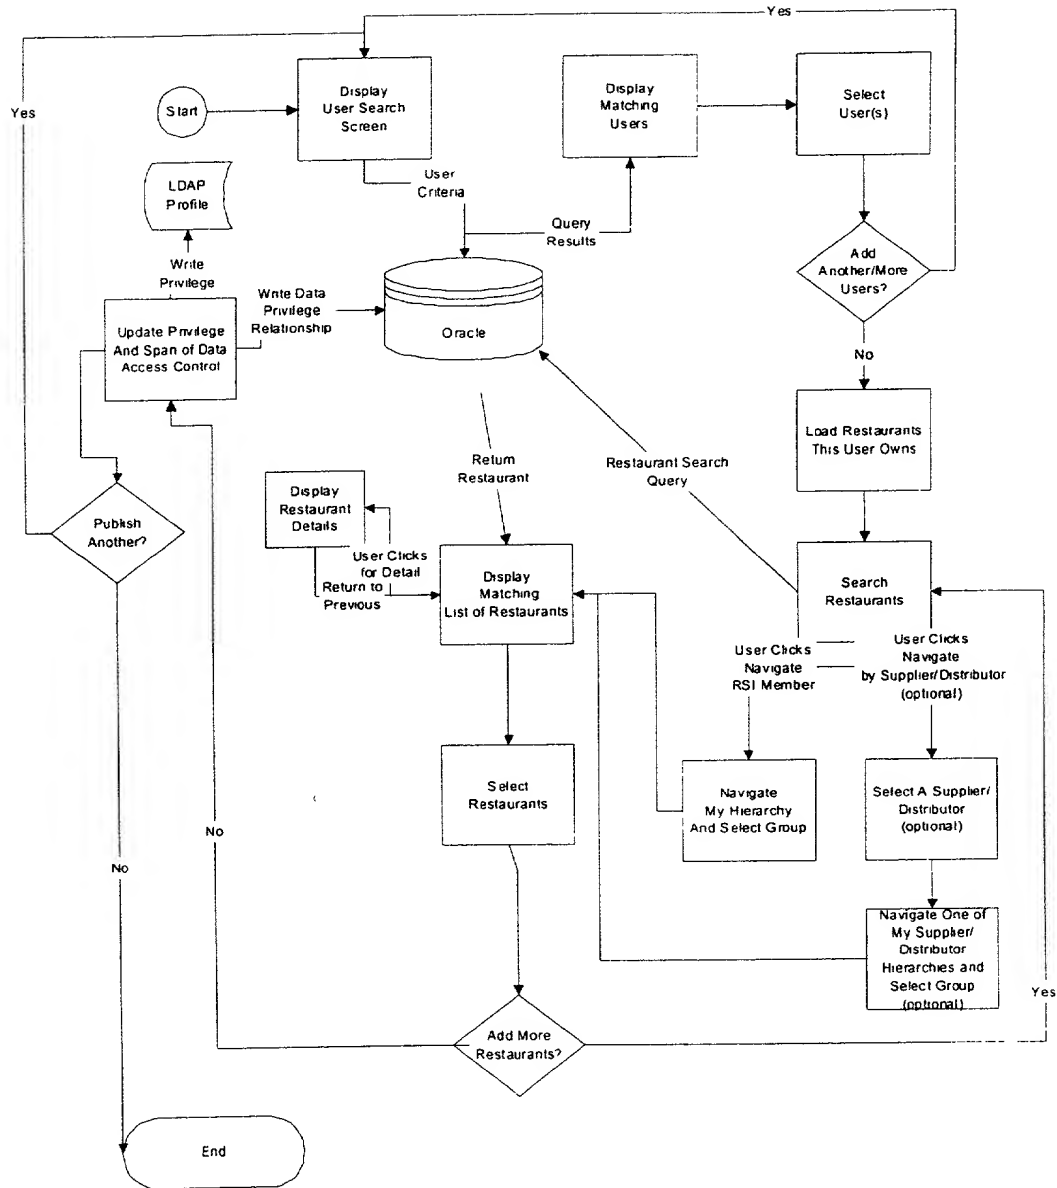 Yes
Yes
Start
Display
User Search
Screen
Display
Matching
Users
Select
User(s)
LDAP
Profile
User
Criteria
Query
Results
Add
Another/More
Users?
Write
Privilege
Write Data
Privilege
Relationship
Update Privilege
And Span of Data
Access Control
Oracle
No
Load Restaurants
This User Owns
Return
Restaurant
Restaurant Search
Query
Display
Restaurant
Details
Publish
Another?
User Clicks
for Detail
Return to
Previous
Display
Matching
List of Restaurants
Search
Restaurants
User Clicks
Navigate
RSI Member
User Clicks
Navigate
by Supplier/Distributor
(optional)
Select
Restaurants
Navigate
My Hierarchy
And Select Group
Select A Supplier/
Distributor
(optional)
No
No
Navigate One of
My Supplier/
Distributor
Hierarchies and
Select Group
(optional)
Yes
Add More
Restaurants?
End